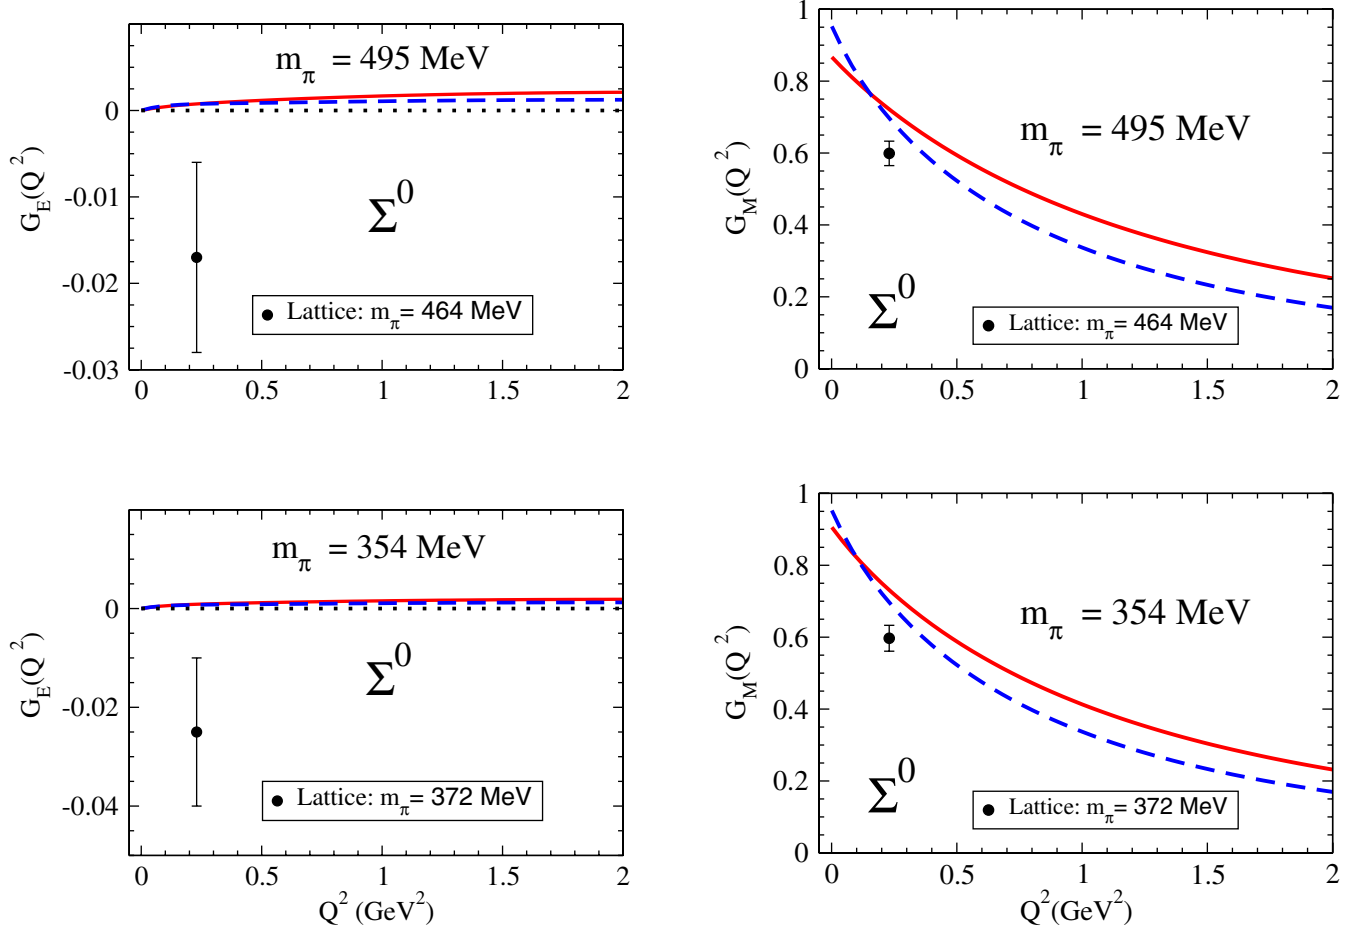 m_π = 495 MeV
0
-0.01
-0.02
-0.03
G_E(Q^2)
Σ^0
Lattice: m_π= 464 MeV
0 0.5 1 1.5 2
1
0.8
0.6
0.4
0.2
0
G_M(Q^2)
m_π = 495 MeV
Σ^0
Lattice: m_π= 464 MeV
0 0.5 1 1.5 2
m_π = 354 MeV
0
-0.02
-0.04
G_E(Q^2)
Σ^0
Lattice: m_π= 372 MeV
0 0.5 1 1.5 2
Q^2 (GeV^2)
1
0.8
0.6
0.4
0.2
0
G_M(Q^2)
m_π = 354 MeV
Σ^0
Lattice: m_π= 372 MeV
0 0.5 1 1.5 2
Q^2 (GeV^2)